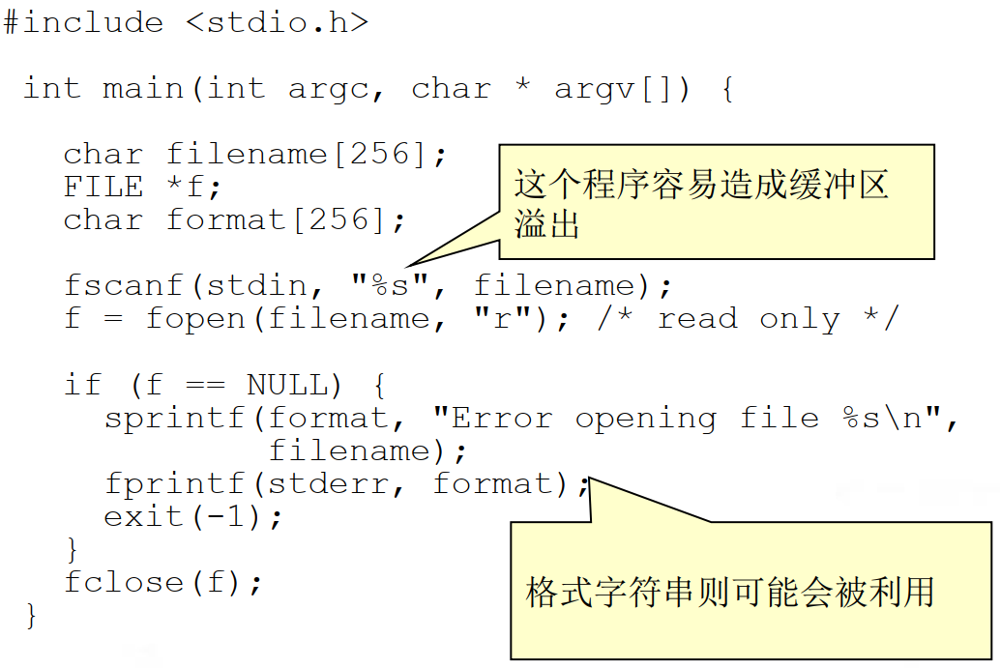 #include <stdio.h>
int main(int argc, char * argv[]) {
char filename[256];
FILE *f;
char format[256];
这个程序容易造成缓冲区
溢出
fscanf(stdin, "%s", filename);
f = fopen(filename, "r"); /* read only */
if (f == NULL) {
sprintf(format, "Error opening file %s\n",
filename);
fprintf(stderr, format);
exit(-1);
}
fclose(f);
格式字符串则可能会被利用
}